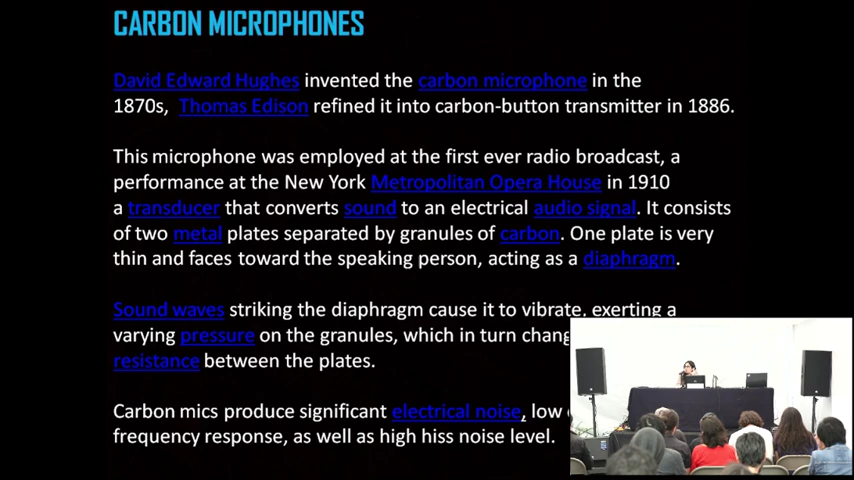 CARBON MICROPHONES
David Edward Hughes invented the carbon microphone in the
1870s, Thomas Edison refined it into carbon-button transmitter in 1886.
This microphone was employed at the first ever radio broadcast, a
performance at the New York Metropolitan Opera House in 1910
a transducer that converts sound to an electrical audio signal. It consists
of two metal plates separated by granules of carbon. One plate is very
thin and faces toward the speaking person, acting as a diaphragm.
Sound waves striking the diaphragm cause it to vibrate, exerting a
varying pressure on the granules, which in turn
resistance between the plates.
Carbon mics produce significant electrical noise, low
frequency response, as well as high hiss noise level.